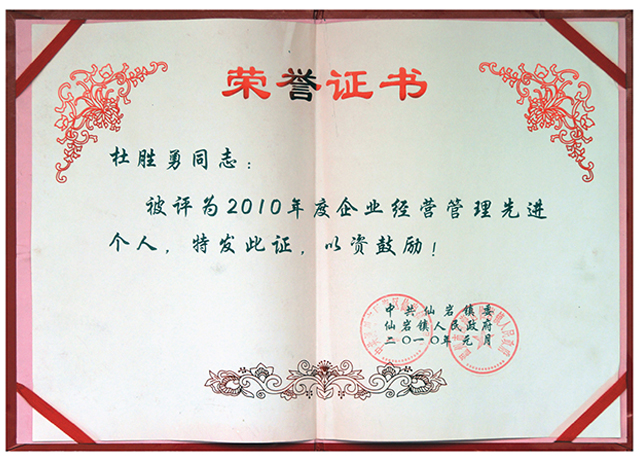 荣誉证书
杜胜勇同志：
被评为2010年度企业经营管理先进
个人，特发此证，以资鼓励！
中共仙岩镇委
仙岩镇人民政府
二〇一〇年元月